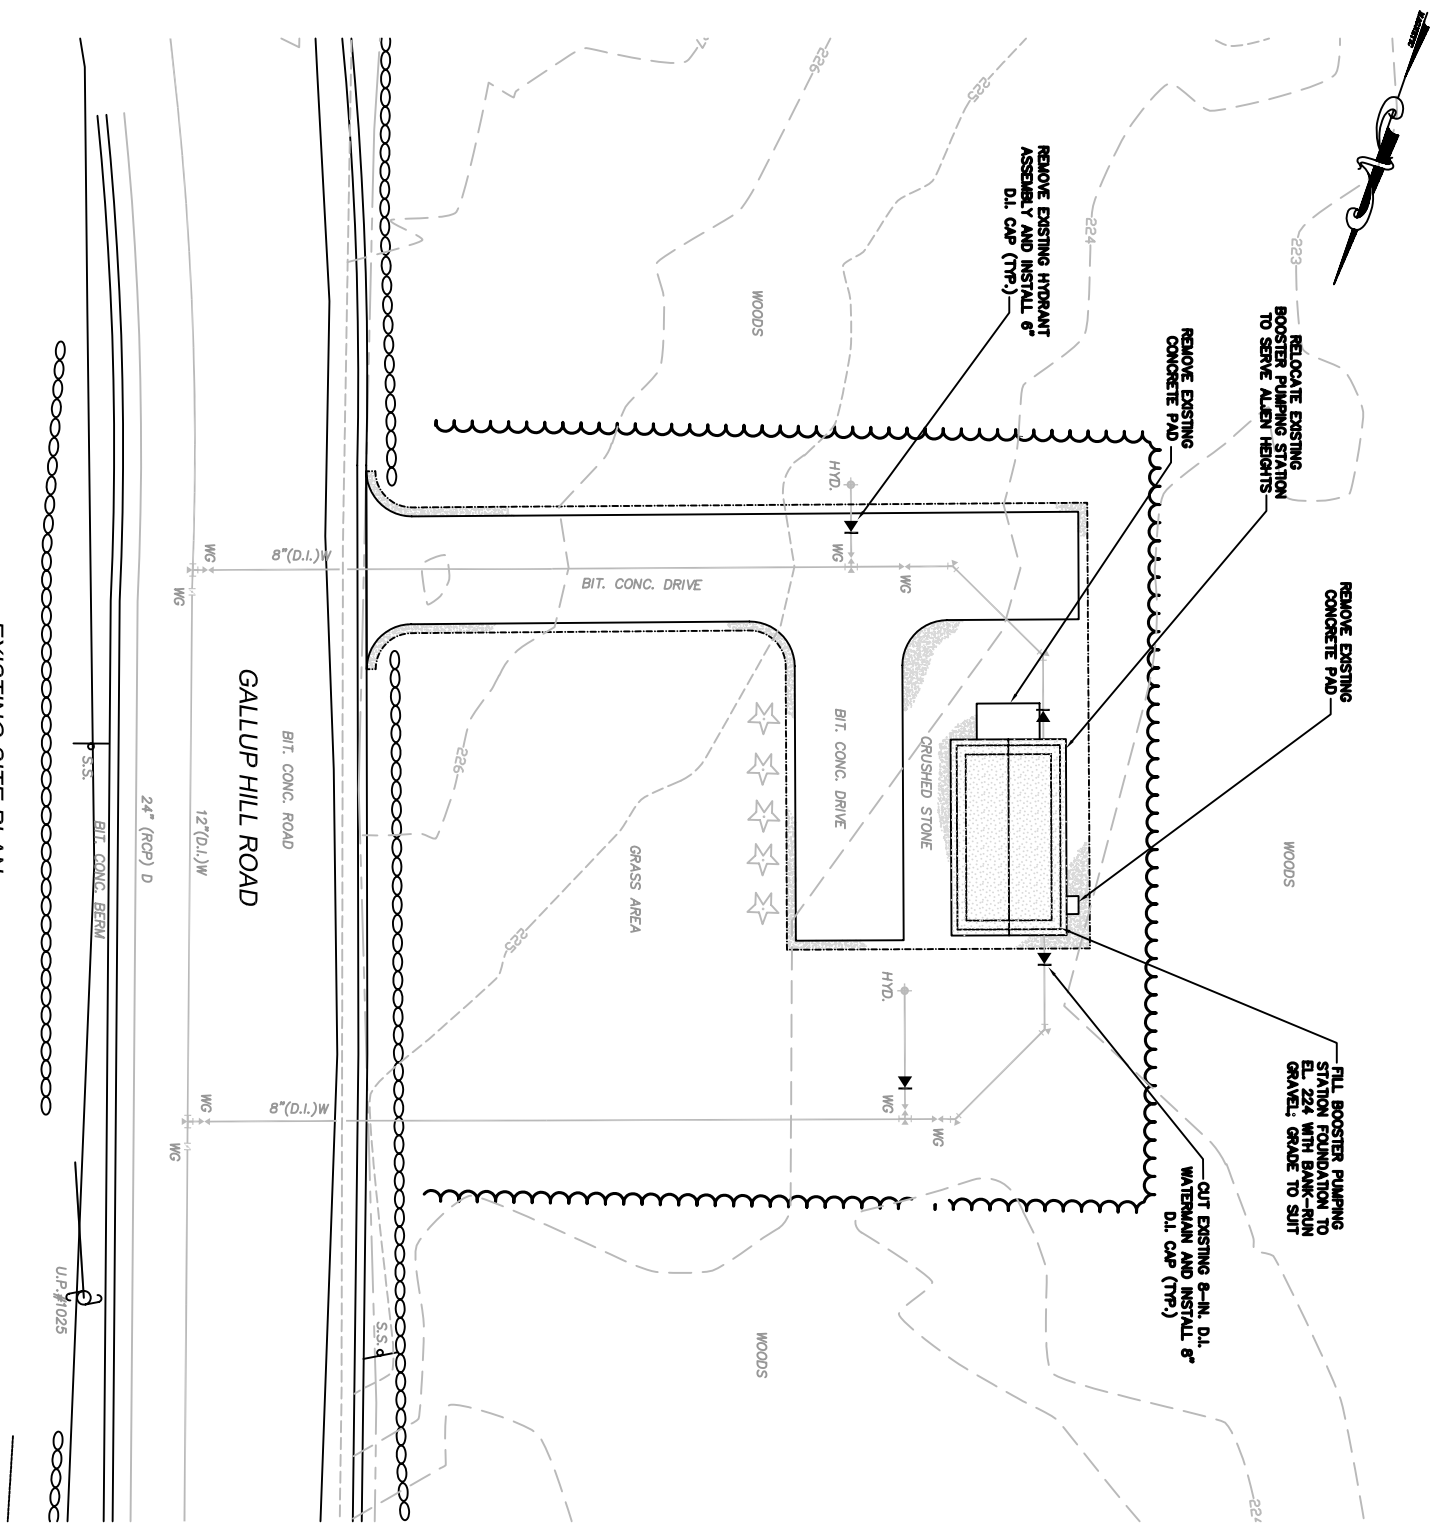 REMOVE EXISTING HYDRANT
ASSEMBLY AND INSTALL 6"
D.I. CAP (TYP.)
RELOCATE EXISTING
BOOSTER PUMPING STATION
TO SERVE ALJEN HEIGHTS
REMOVE EXISTING
CONCRETE PAD
REMOVE EXISTING
CONCRETE PAD
FILL BOOSTER PUMPING
STATION FOUNDATION TO
EL. 224 WITH BANK-RUN
GRAVEL; GRADE TO SUIT
CUT EXISTING 8-IN. D.I.
WATERMAIN AND INSTALL 8"
D.I. CAP (TYP.)
223
224
225
226
WOODS
WOODS
WOODS
HYD.
WG
WG
BIT. CONC. DRIVE
BIT. CONC. DRIVE
CRUSHED STONE
GRASS AREA
HYD.
WG
WG
226
225
224
8"(D.I.)W
WG
WG
8"(D.I.)W
WG
WG
BIT. CONC. ROAD
GALLUP HILL ROAD
12"(D.I.)W
24" (RCP) D
BIT. CONC. BERM
S.S.
S.S.
U.P.#1025
EXISTING SITE PLAN